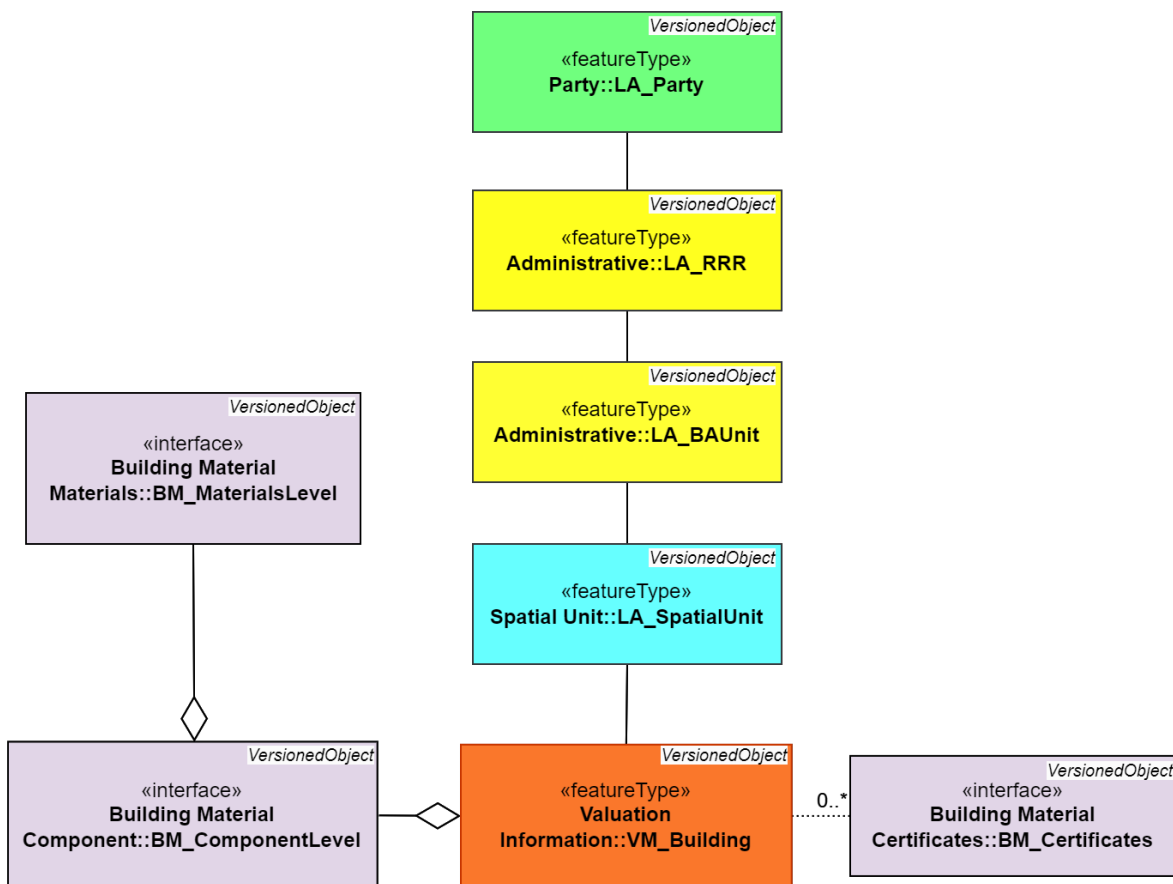 VersionedObject
«featureType»
Party::LA_Party
VersionedObject
«featureType»
Administrative::LA_RRR
VersionedObject
«featureType»
Administrative::LA_BAUnit
VersionedObject
«interface»
Building Material
Materials::BM_MaterialsLevel
VersionedObject
«featureType»
Spatial Unit::LA_SpatialUnit
VersionedObject
«interface»
Building Material
Component::BM_ComponentLevel
VersionedObject
«featureType»
Valuation
Information::VM_Building
0..*
VersionedObject
«interface»
Building Material
Certificates::BM_Certificates